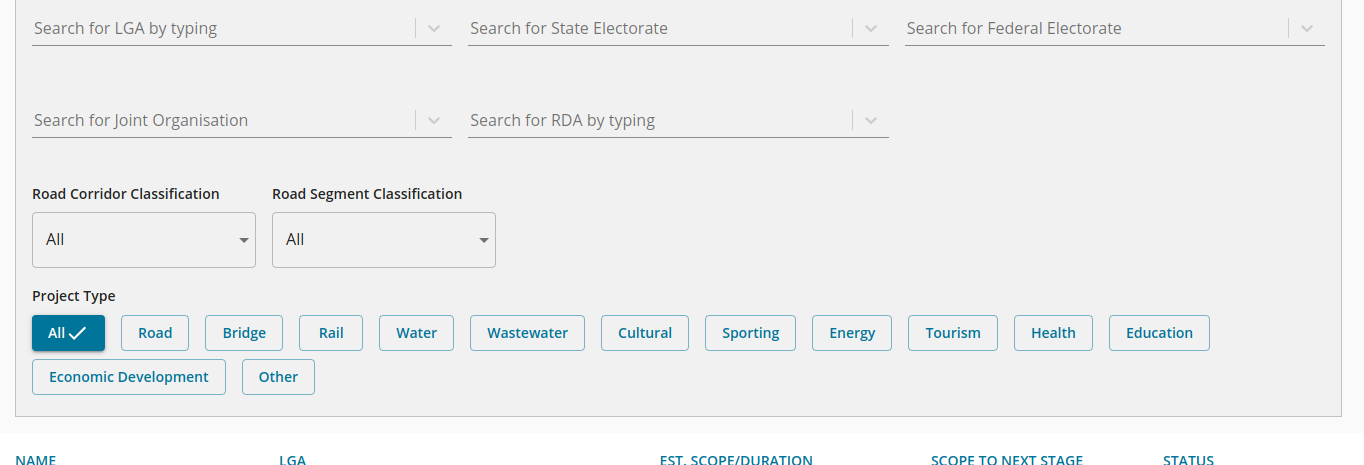 Search for LGA by typing Search for State Electorate Search for Federal Electorate
Search for Joint Organisation Search for RDA by typing
Road Corridor Classification Road Segment Classification
All All
Project Type
All Road Bridge Rail Water Wastewater Cultural Sporting Energy Tourism Health Education
Economic Development Other
NAME LGA EST. SCOPE/DURATION SCOPE TO NEXT STAGE STATUS